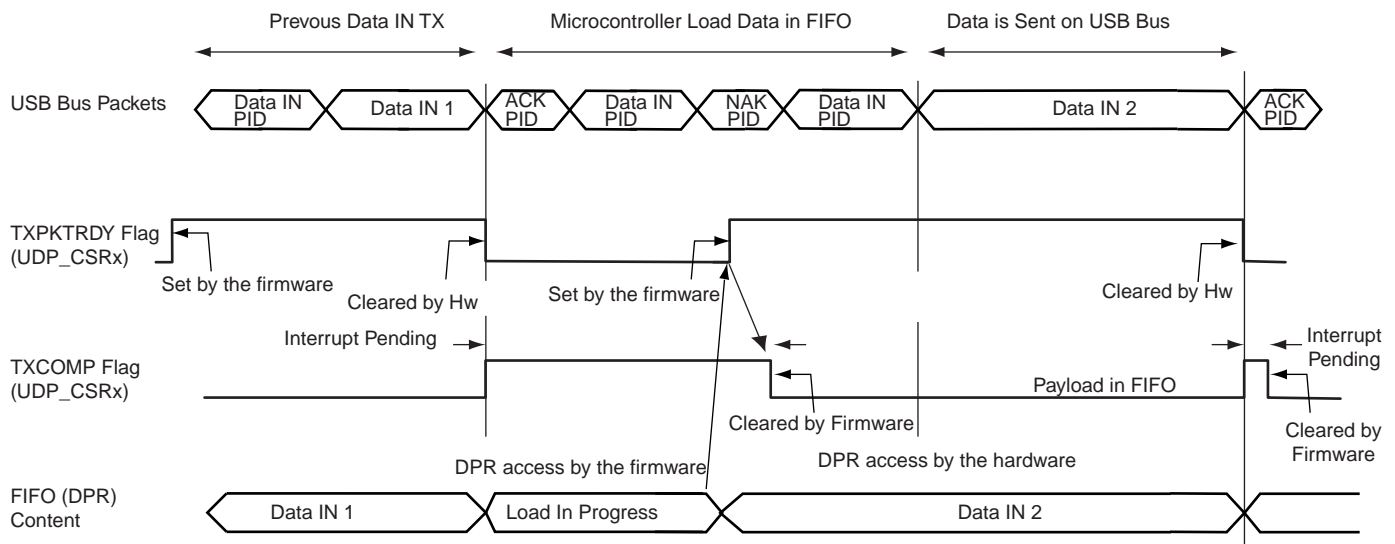 Prevous Data IN TX
Microcontroller Load Data in FIFO
Data is Sent on USB Bus
USB Bus Packets
Data IN
PID
Data IN 1
ACK
PID
Data IN
PID
NAK
PID
Data IN
PID
Data IN 2
ACK
PID
TXPKTRDY Flag
(UDP_CSRx)
Set by the firmware
Cleared by Hw
Set by the firmware
Cleared by Hw
Interrupt Pending
Interrupt
Pending
TXCOMP Flag
(UDP_CSRx)
Payload in FIFO
Cleared by Firmware
Cleared by
Firmware
DPR access by the firmware
DPR access by the hardware
FIFO (DPR)
Content
Data IN 1
Load In Progress
Data IN 2